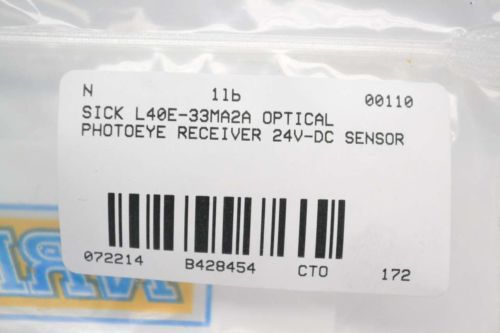 N 1lb 00110
SICK L40E-33MA2A OPTICAL
PHOTOEYE RECEIVER 24V-DC SENSOR
072214 B428454 CTO 172